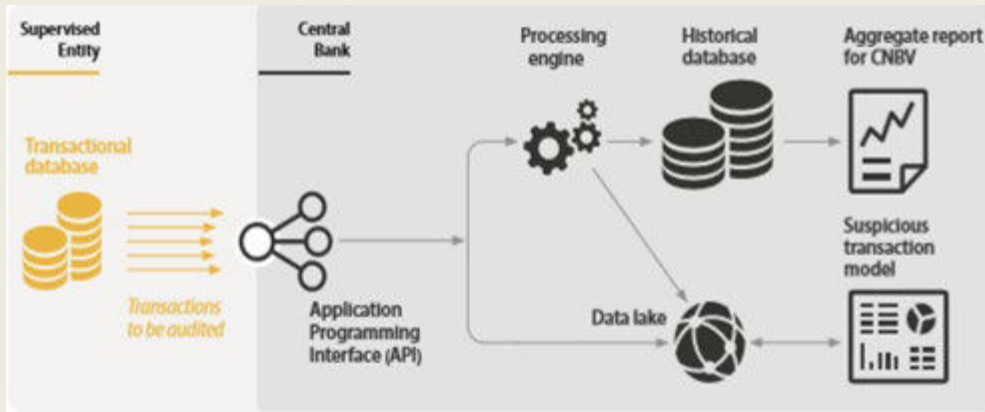 Supervised
Entity
Central
Bank
Processing
engine
Historical
database
Aggregate report
for CNBV
Transactional
database
Transactions
to be audited
Application
Programming
Interface (API)
Data lake
Suspicious
transaction
model